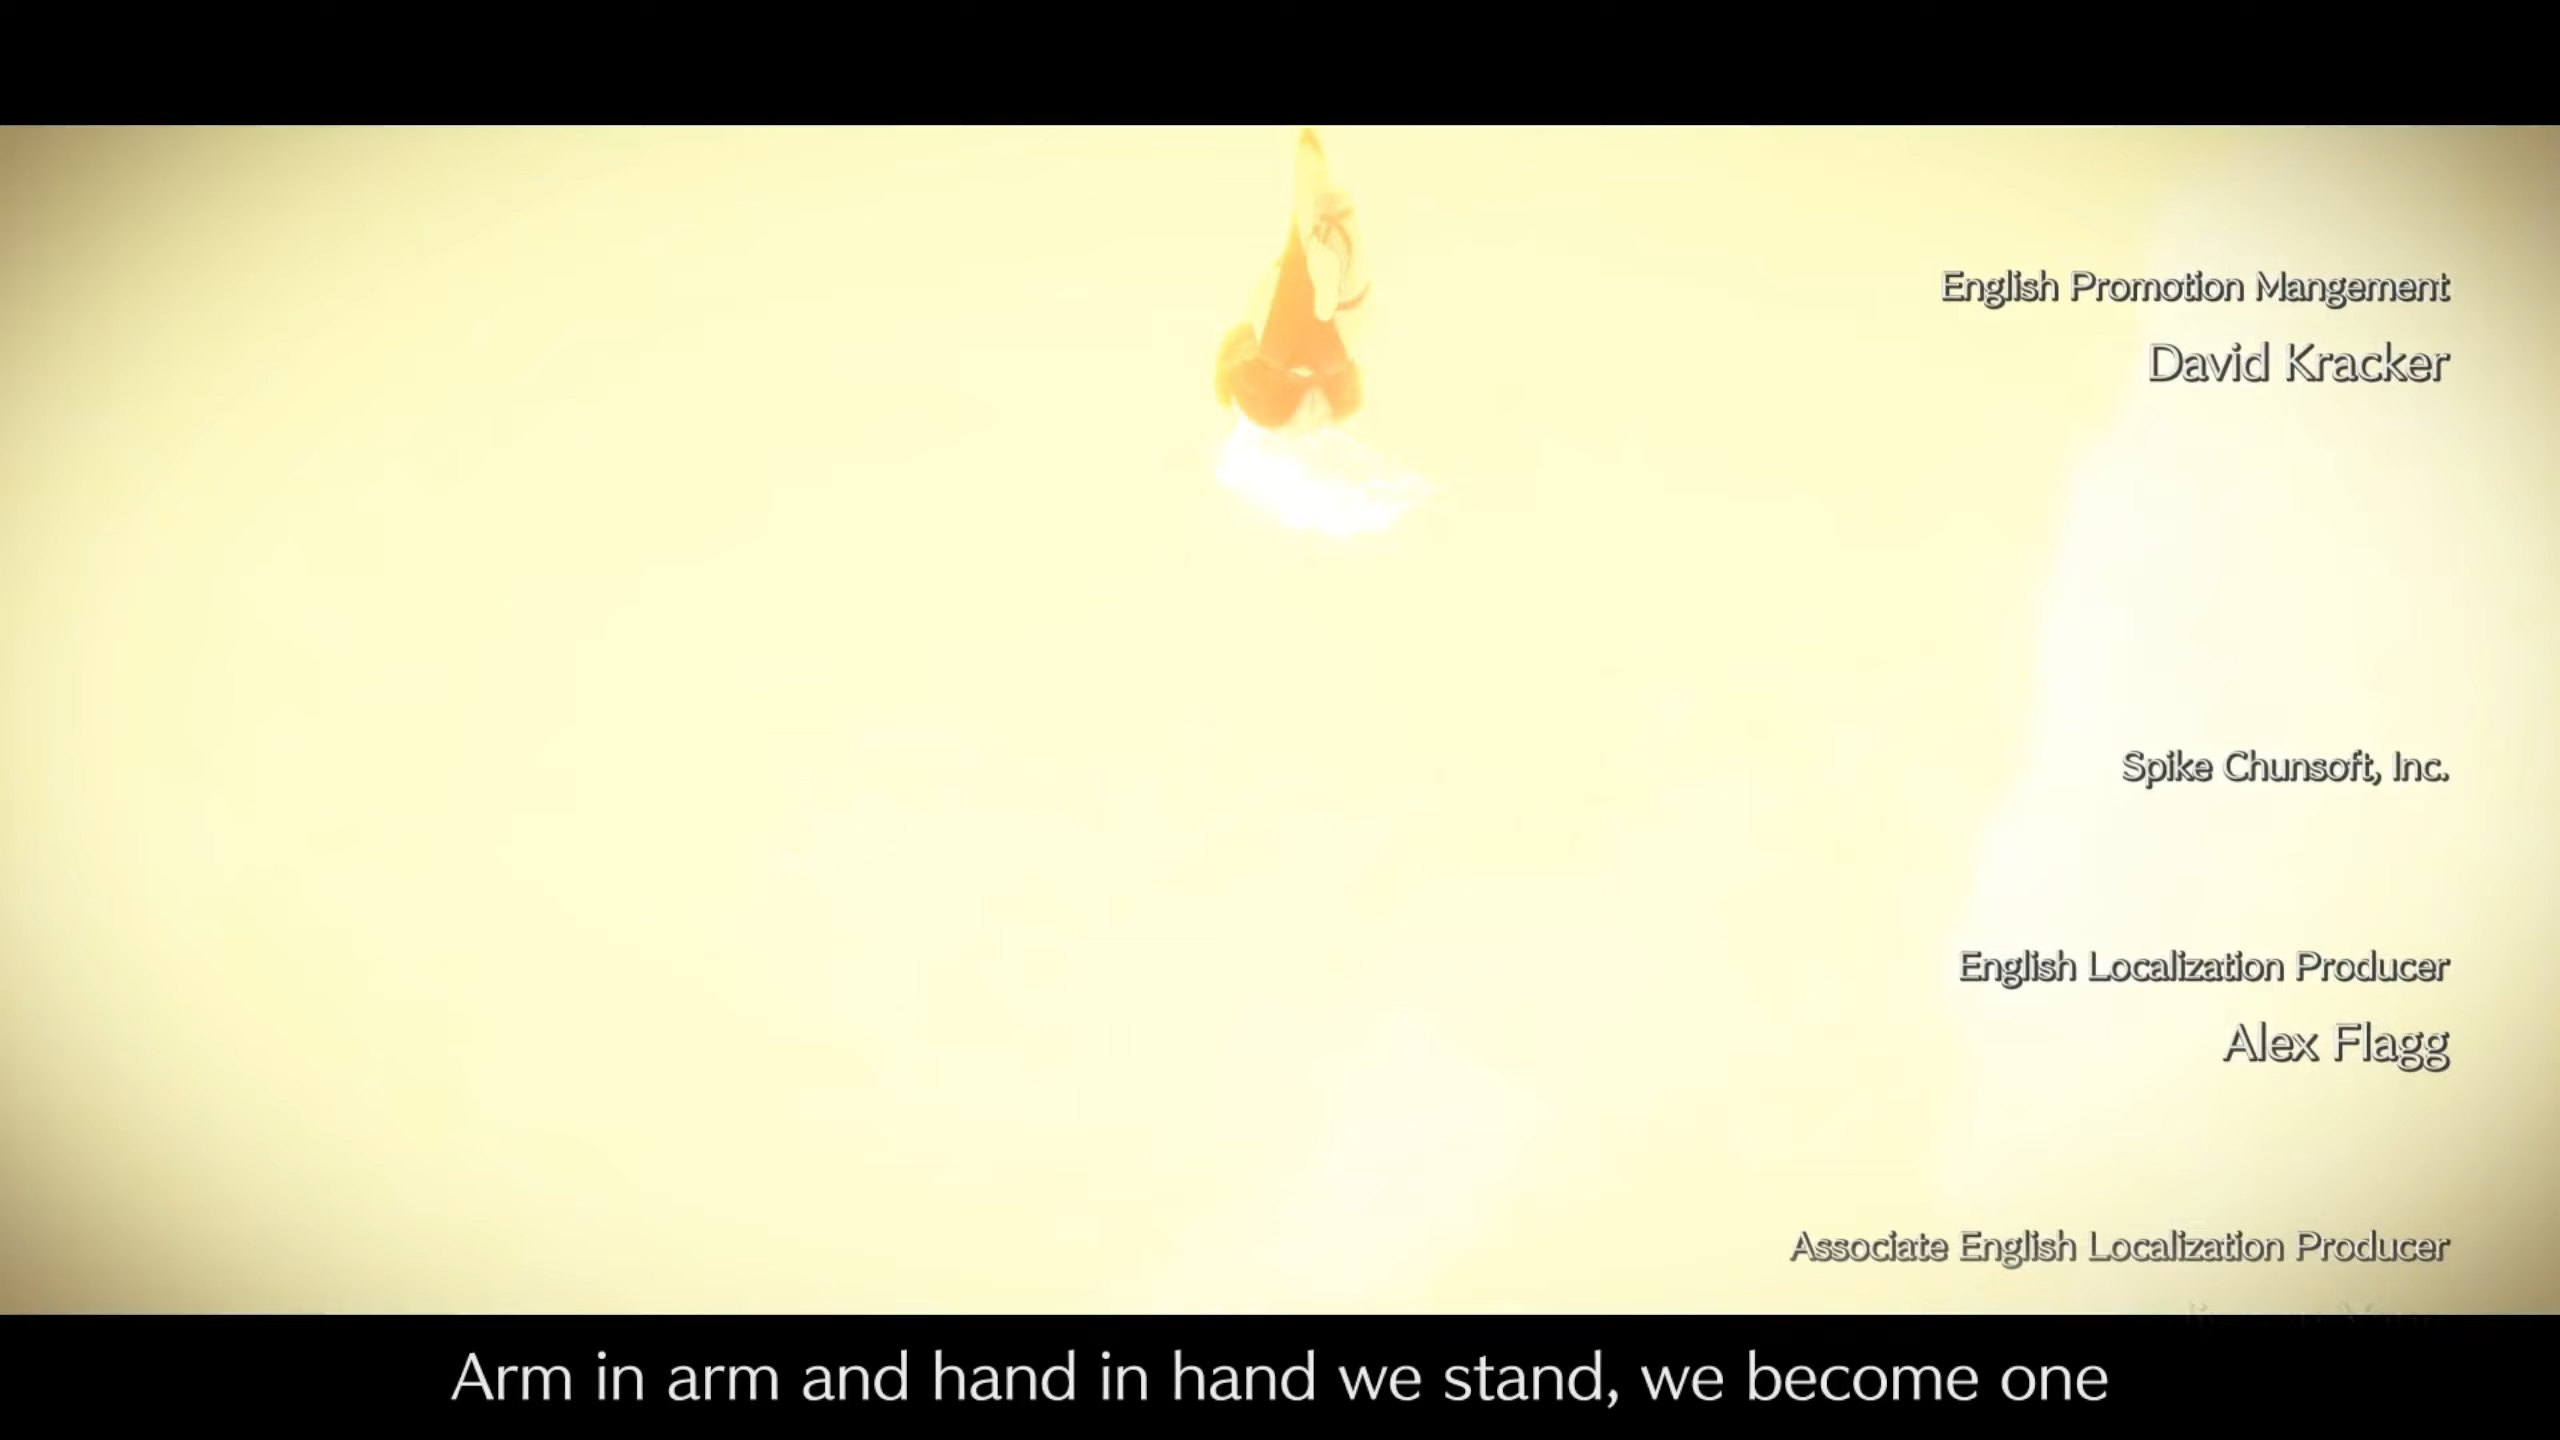 English Promotion Mangement
David Kracker
Spike Chunsoft, Inc.
English Localization Producer
Alex Flagg
Associate English Localization Producer
Arm in arm and hand in hand we stand, we become one